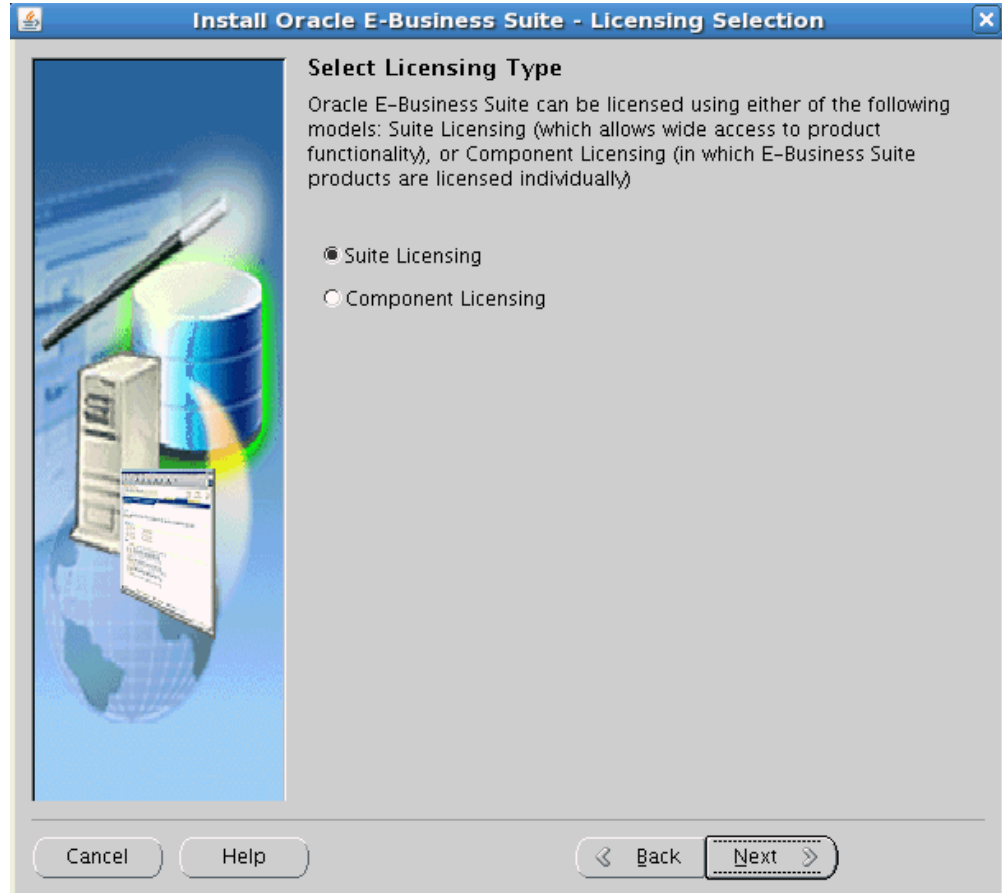 Install Oracle E-Business Suite - Licensing Selection
Select Licensing Type
Oracle E-Business Suite can be licensed using either of the following
models: Suite Licensing (which allows wide access to product
functionality), or Component Licensing (in which E-Business Suite
products are licensed individually)
Suite Licensing
Component Licensing
Cancel Help Back Next